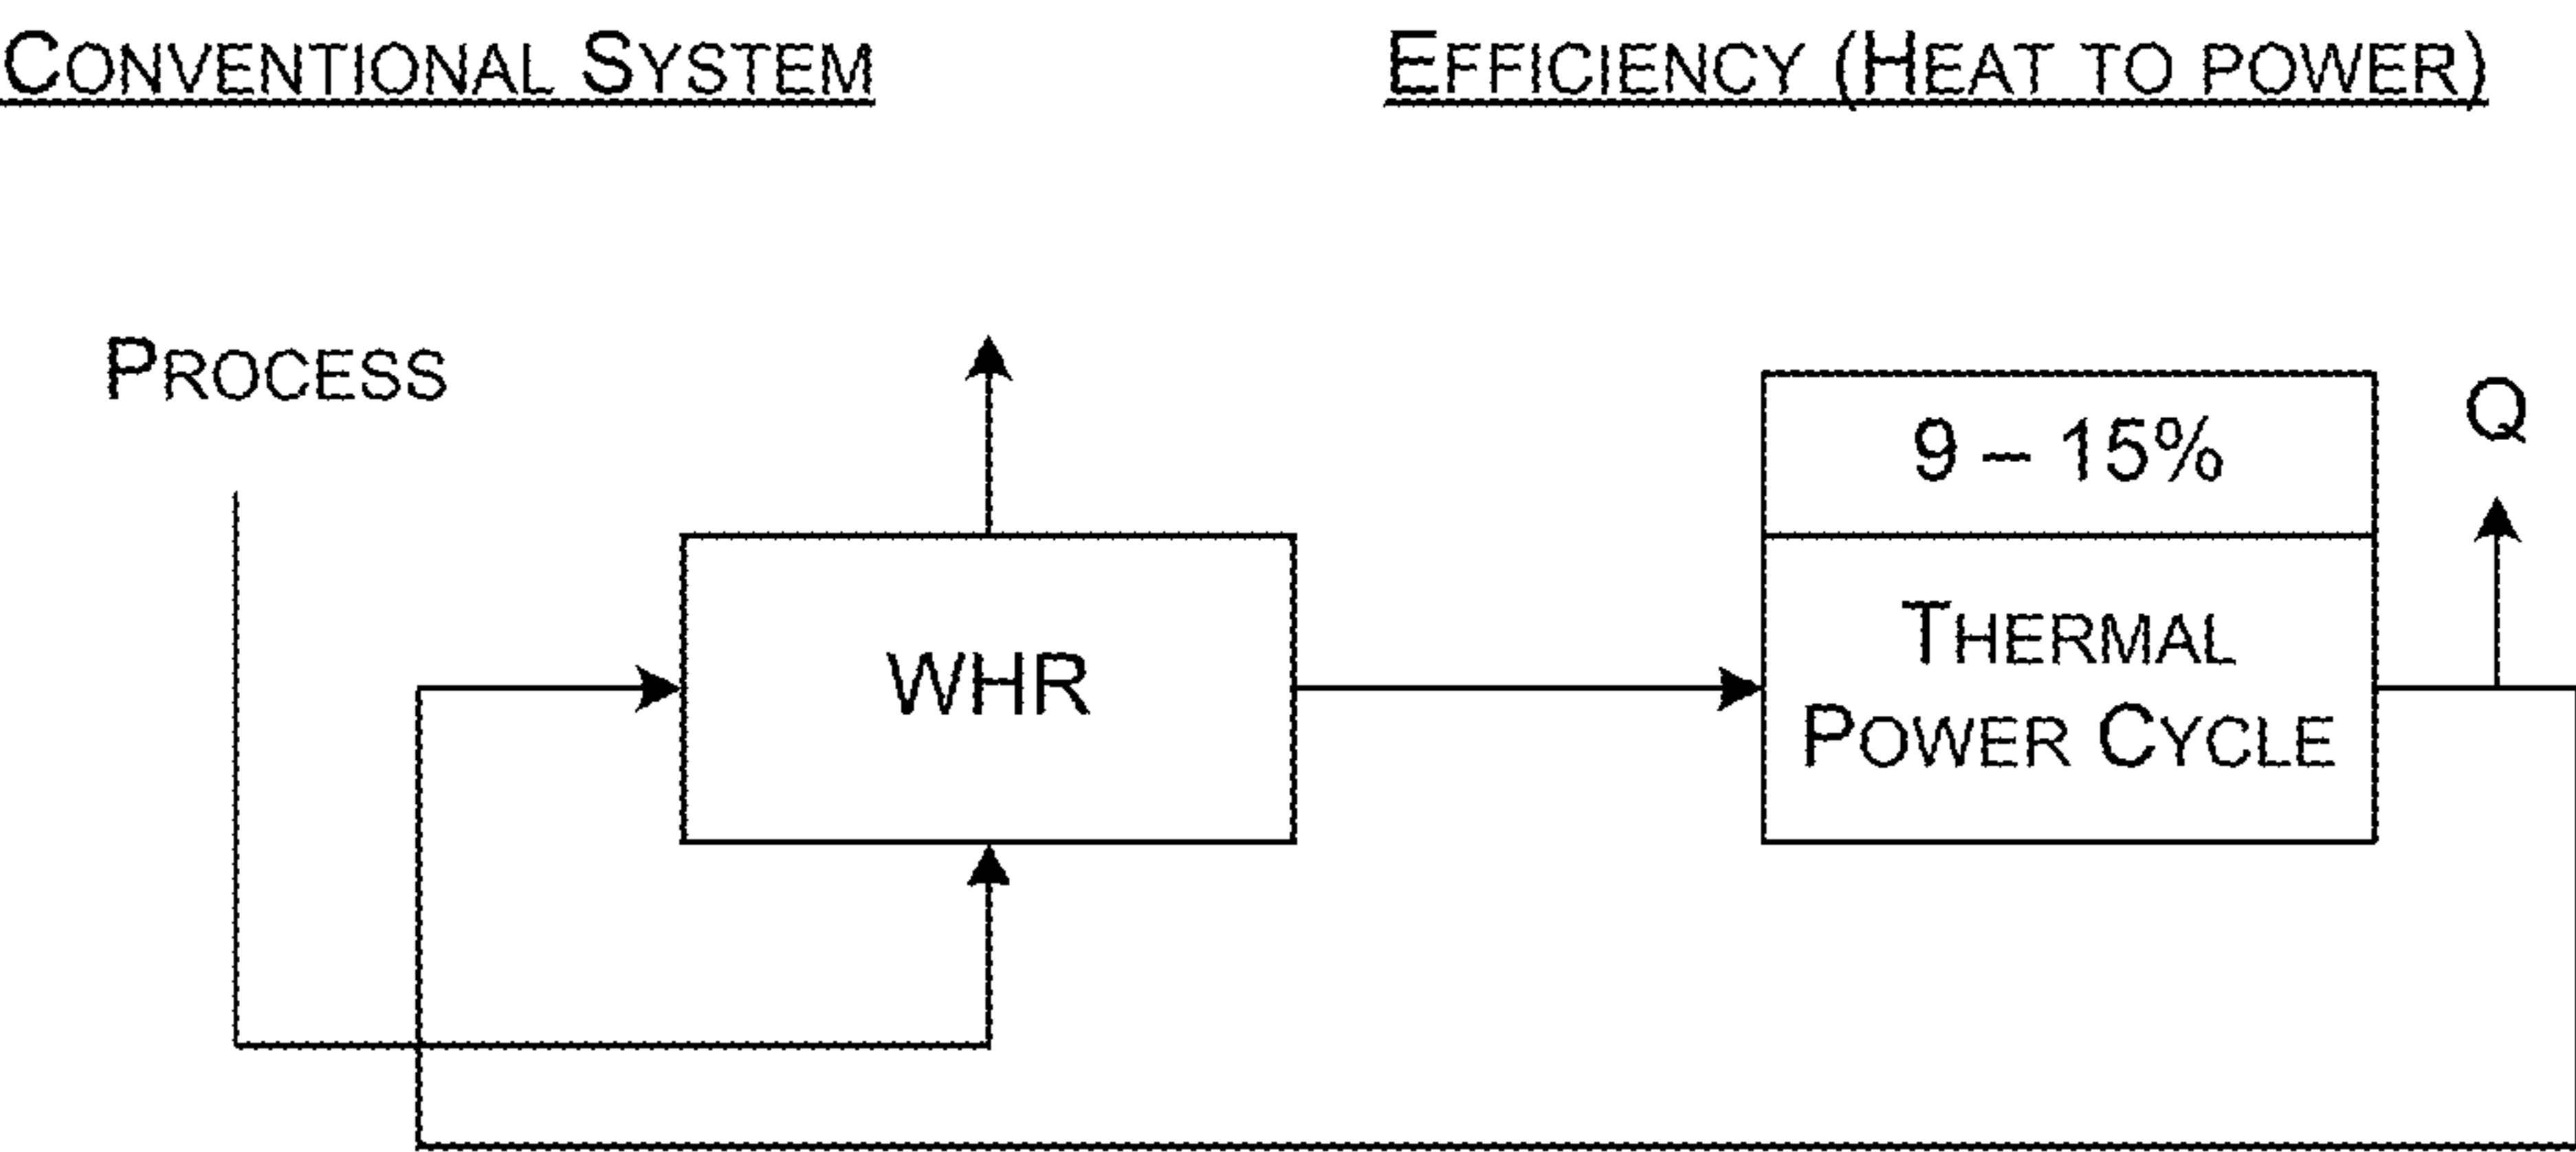 CONVENTIONAL SYSTEM
EFFICIENCY (HEAT TO POWER)
PROCESS
WHR
9 – 15%
THERMAL
POWER CYCLE
Q